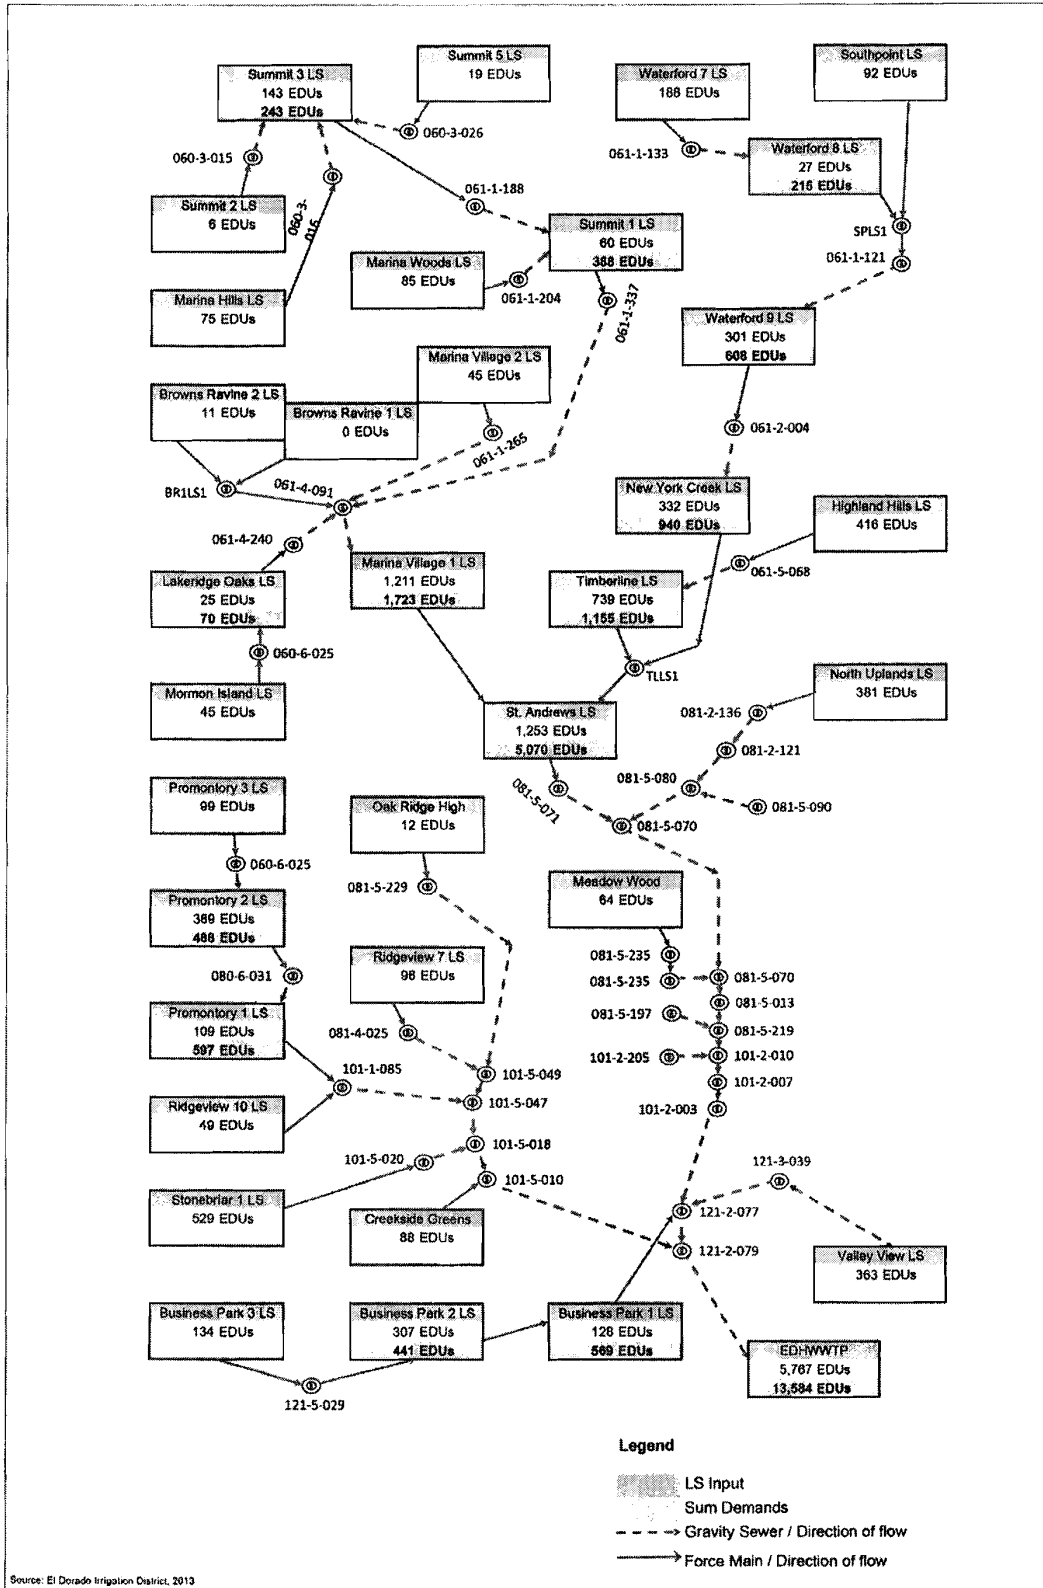 Summit 3 LS
143 EDUs
243 EDUs
Summit 5 LS
19 EDUs
Waterford 7 LS
188 EDUs
Southpoint LS
92 EDUs
060-3-026
060-3-015
061-1-133
Waterford 8 LS
27 EDUs
215 EDUs
Summit 2 LS
6 EDUs
060-3-
015
061-1-188
Summit 1 LS
60 EDUs
388 EDUs
SPLS1
061-1-121
Marina Woods LS
85 EDUs
061-1-204
061-1-337
Marina Hills LS
75 EDUs
Waterford 9 LS
301 EDUs
608 EDUs
Marina Village 2 LS
45 EDUs
Browns Ravine 2 LS
11 EDUs
Browns Ravine 1 LS
0 EDUs
061-2-004
061-1-265
BR1LS1
061-4-091
New York Creek LS
332 EDUs
940 EDUs
Highland Hills LS
416 EDUs
061-4-240
Marina Village 1 LS
1,211 EDUs
1,723 EDUs
061-5-068
Lakeridge Oaks LS
25 EDUs
70 EDUs
Timberline LS
739 EDUs
1,155 EDUs
060-6-025
TLLS1
Mormon Island LS
45 EDUs
North Uplands LS
381 EDUs
St. Andrews LS
1,253 EDUs
5,070 EDUs
081-2-136
081-2-121
081-5-080
081-5-090
081-5-071
081-5-070
Promontory 3 LS
99 EDUs
Oak Ridge High
12 EDUs
060-6-025
081-5-229
Meadow Wood
64 EDUs
Promontory 2 LS
389 EDUs
488 EDUs
Ridgeview 7 LS
96 EDUs
081-5-235
081-5-235
081-5-070
080-6-031
081-5-013
081-5-197
081-5-219
Promontory 1 LS
109 EDUs
597 EDUs
081-4-025
101-2-205
101-2-010
101-1-085
101-5-049
101-2-007
101-5-047
101-2-003
Ridgeview 10 LS
49 EDUs
101-5-018
101-5-020
101-5-010
121-3-039
Stonebriar 1 LS
529 EDUs
Creekside Greens
88 EDUs
121-2-077
121-2-079
Valley View LS
363 EDUs
Business Park 3 LS
134 EDUs
Business Park 2 LS
307 EDUs
441 EDUs
Business Park 1 LS
128 EDUs
569 EDUs
EDHWWTP
5,767 EDUs
13,584 EDUs
121-5-029
Legend
LS Input
Sum Demands
Gravity Sewer / Direction of flow
Force Main / Direction of flow
Source: El Dorado Irrigation District, 2013